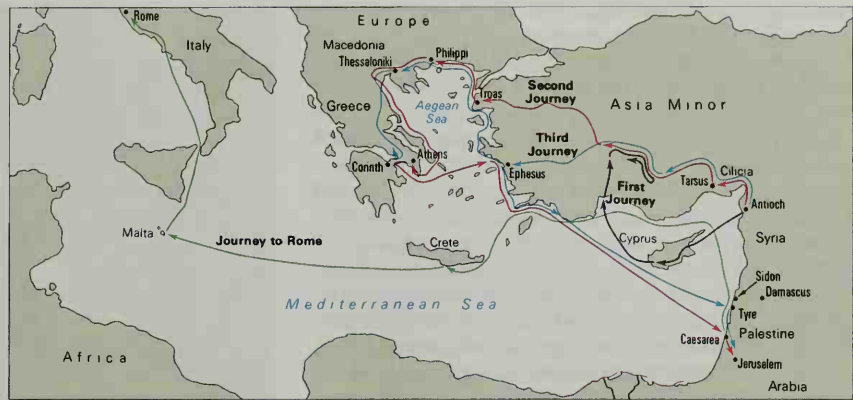 Rome
Europe
Italy
Macedonia
Philippi
Thessaloniki
Troas
Second
Journey
Asia Minor
Greece
Aegean
Sea
Third
Journey
Athens
Corinth
Ephesus
First
Journey
Tarsus
Cilicia
Antioch
Malta
Journey to Rome
Crete
Cyprus
Syria
Mediterranean Sea
Sidon
Damascus
Tyre
Palestine
Caesarea
Africa
Jeruselem
Arabia